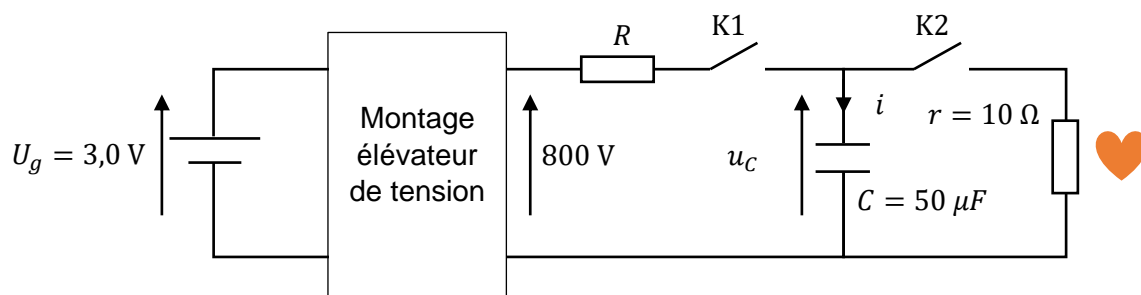 R
K1
K2
U_g = 3,0 V
Montage
élévateur
de tension
800 V
u_C
i
C = 50 μF
r = 10 Ω